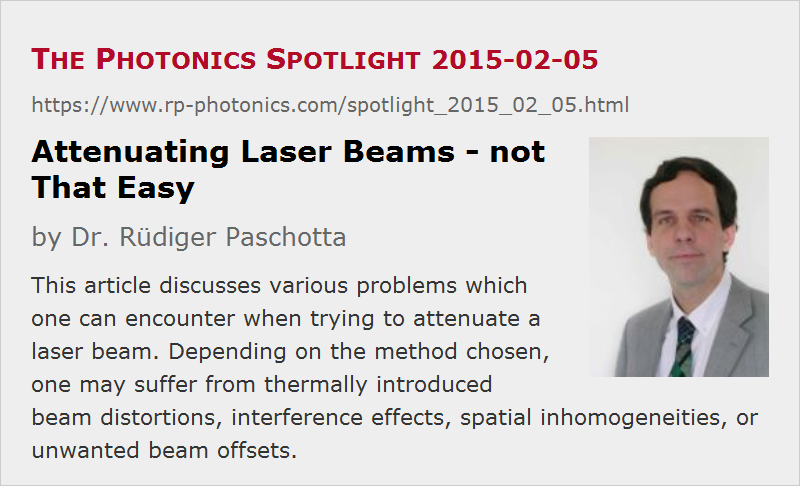 THE PHOTONICS SPOTLIGHT 2015-02-05
https://www.rp-photonics.com/spotlight_2015_02_05.html
Attenuating Laser Beams - not
That Easy
by Dr. Rüdiger Paschotta
This article discusses various problems which
one can encounter when trying to attenuate a
laser beam. Depending on the method chosen,
one may suffer from thermally introduced
beam distortions, interference effects, spatial inhomogeneities, or
unwanted beam offsets.